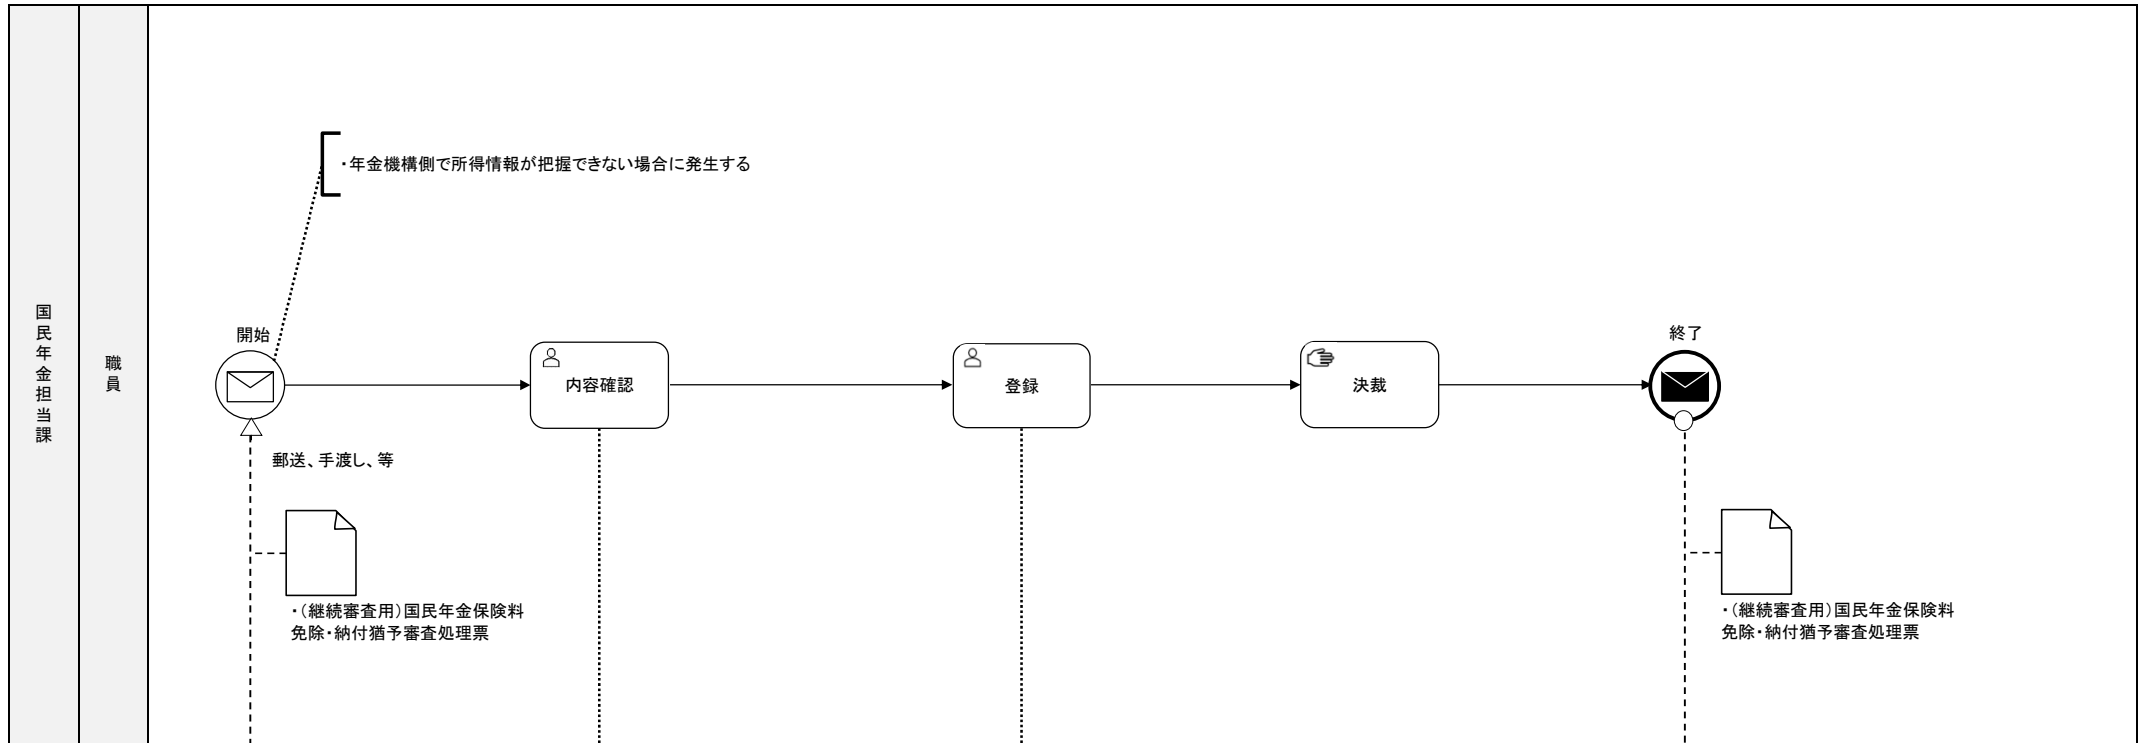 国民年金担当課
職員
・年金機構側で所得情報が把握できない場合に発生する
開始
内容確認
登録
決裁
終了
郵送、手渡し、等
・（継続審査用）国民年金保険料
免除・納付猶予審査処理票
・（継続審査用）国民年金保険料
免除・納付猶予審査処理票